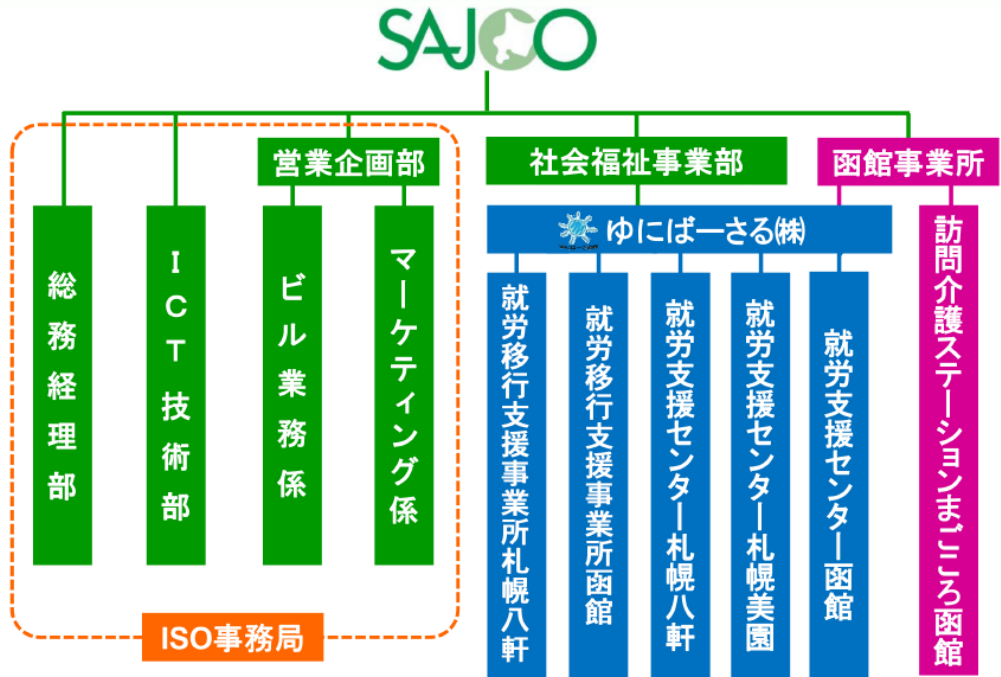 SAJCO
営業企画部
社会福祉事業部
函館事業所
総務経理部
ICT技術部
ビル業務係
マーケティング係
ゆにばーさる㈱
就労移行支援事業所札幌八軒
就労移行支援事業所函館
就労支援センター札幌八軒
就労支援センター札幌美園
就労支援センター函館
訪問介護ステーションまごころ函館
ISO事務局